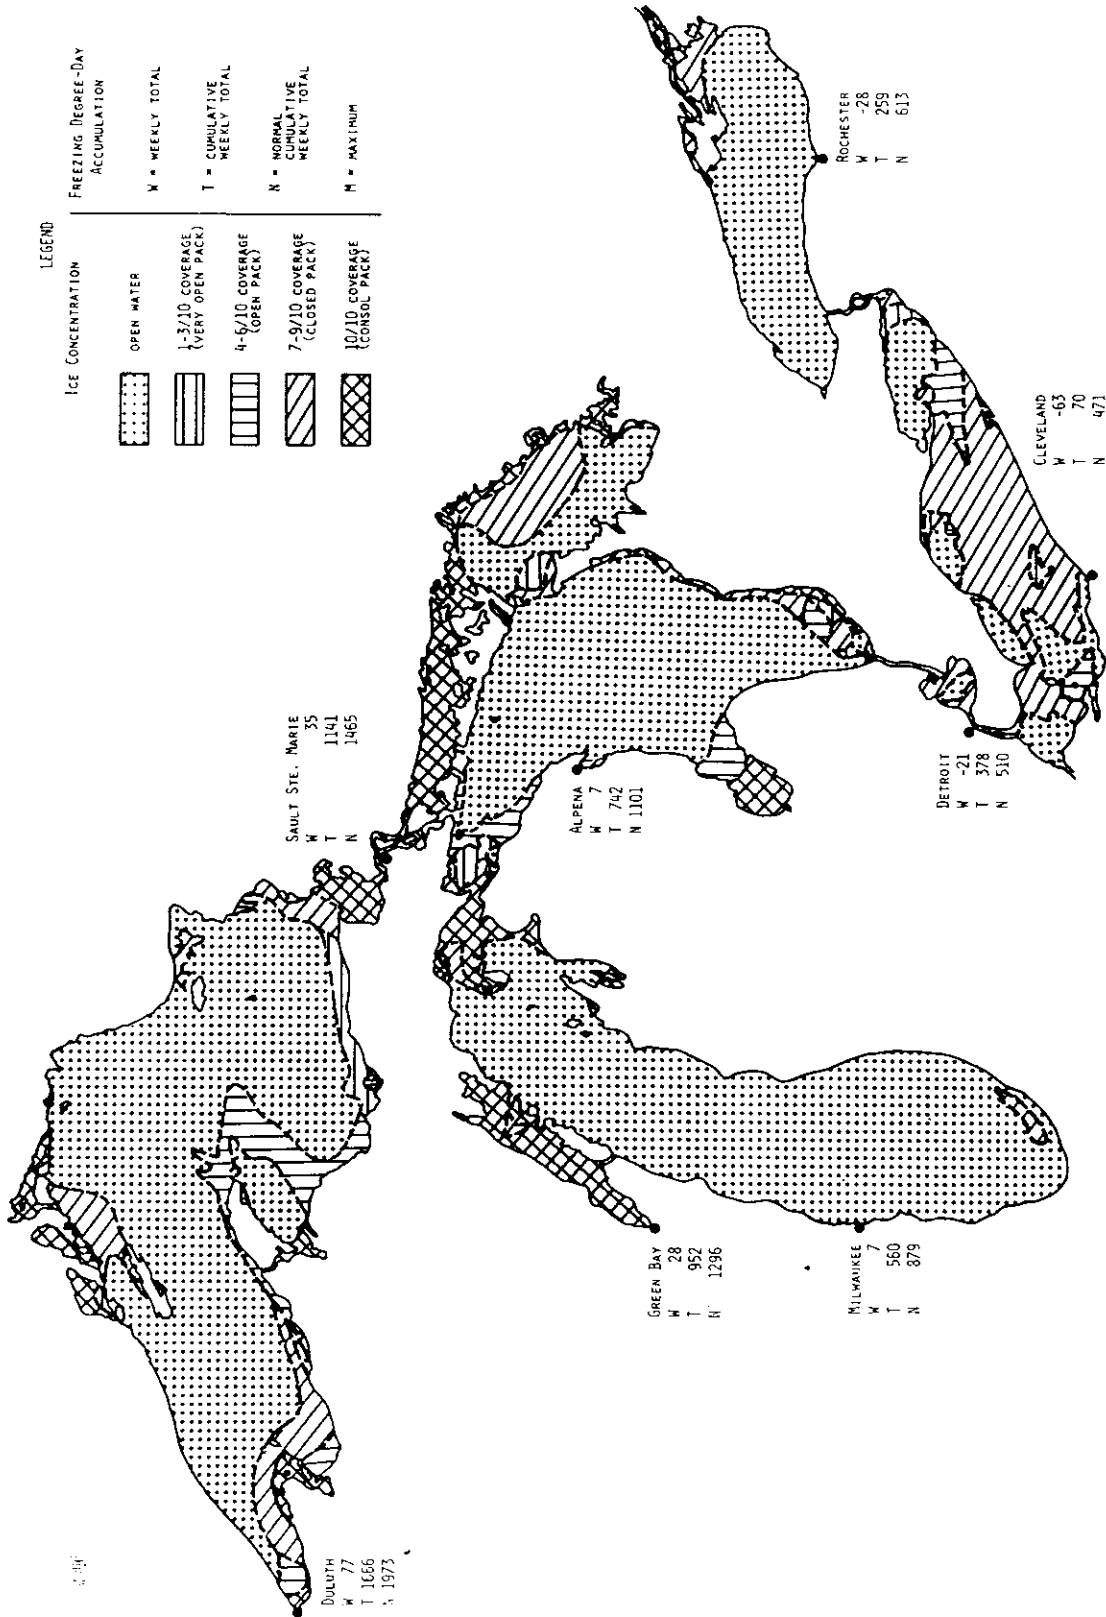 LEGEND
ICE CONCENTRATION
OPEN WATER
1-3/10 COVERAGE
(VERY OPEN PACK)
4-6/10 COVERAGE
(OPEN PACK)
7-9/10 COVERAGE
(CLOSED PACK)
10/10 COVERAGE
(CONSOL PACK)
FREEZING DEGREE-DAY
ACCUMULATION
W = WEEKLY TOTAL
T = CUMULATIVE
WEEKLY TOTAL
N = NORMAL
CUMULATIVE
WEEKLY TOTAL
M = MAXIMUM
DULUTH
W 77
T 1666
1973
SAULT STE. MARIE
W 35
T 1141
N 1465
GREEN BAY
W 28
T 952
N 1296
MILWAUKEE
W 7
T 560
N 879
ALPENA
W 7
T 742
N 1101
DETROIT
W -21
T 378
N 510
CLEVELAND
W -63
T 70
N 471
ROCHESTER
W -28
T 259
N 613